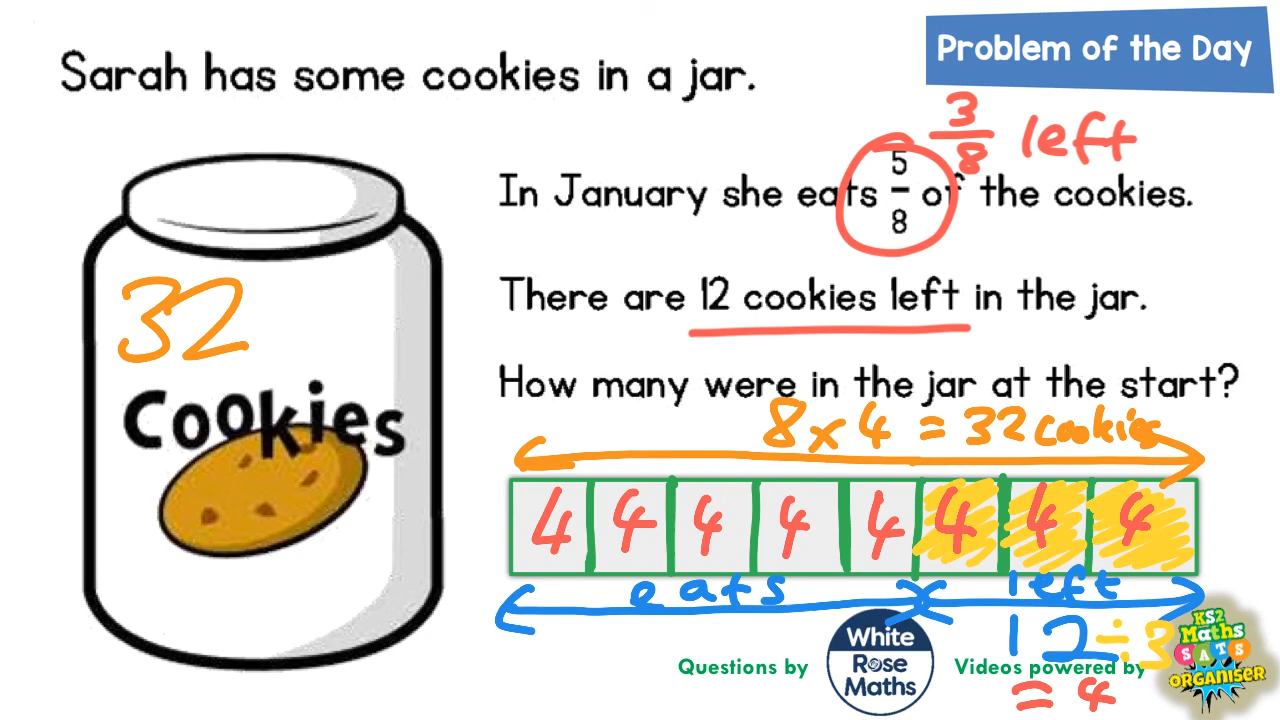 Problem of the Day
Sarah has some cookies in a jar.
3/8 left
In January she eats 5/8 of the cookies.
There are 12 cookies left in the jar.
32
How many were in the jar at the start?
Cookies
8 x 4 = 32 cookies
4 4 4 4 4 4 4 4
eats left
12 ÷ 3
= 4
Questions by
White
Rose
Maths
Videos powered by
KS2
Maths
SATS
ORGANISER